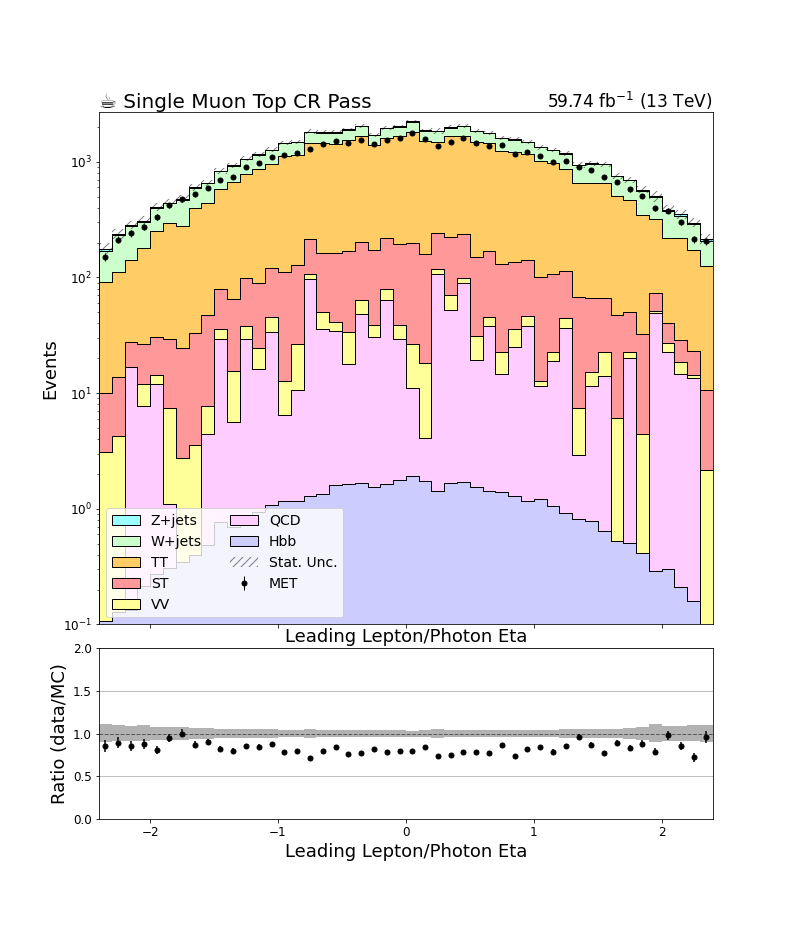 ☕ Single Muon Top CR Pass 59.74 fb⁻¹ (13 TeV)
Events
10³
10²
10¹
10⁰
10⁻¹
Z+jets QCD
W+jets Hbb
TT Stat. Unc.
ST MET
VV
Leading Lepton/Photon Eta
Ratio (data/MC)
2.0
1.5
1.0
0.5
0.0
−2 −1 0 1 2
Leading Lepton/Photon Eta